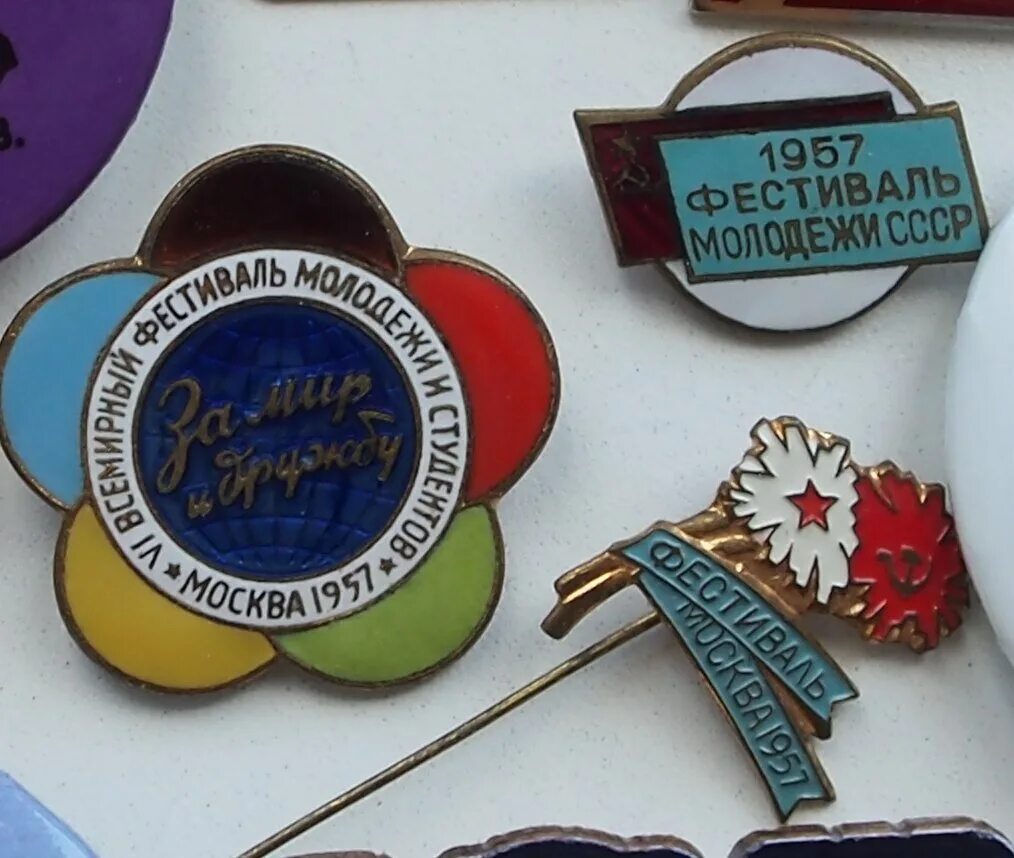 VI ВСЕМИРНЫЙ ФЕСТИВАЛЬ МОЛОДЕЖИ И СТУДЕНТОВ
★ МОСКВА 1957 ★
За мир
и дружбу
1957
ФЕСТИВАЛЬ
МОЛОДЕЖИ СССР
ФЕСТИВАЛЬ
МОСКВА 1957